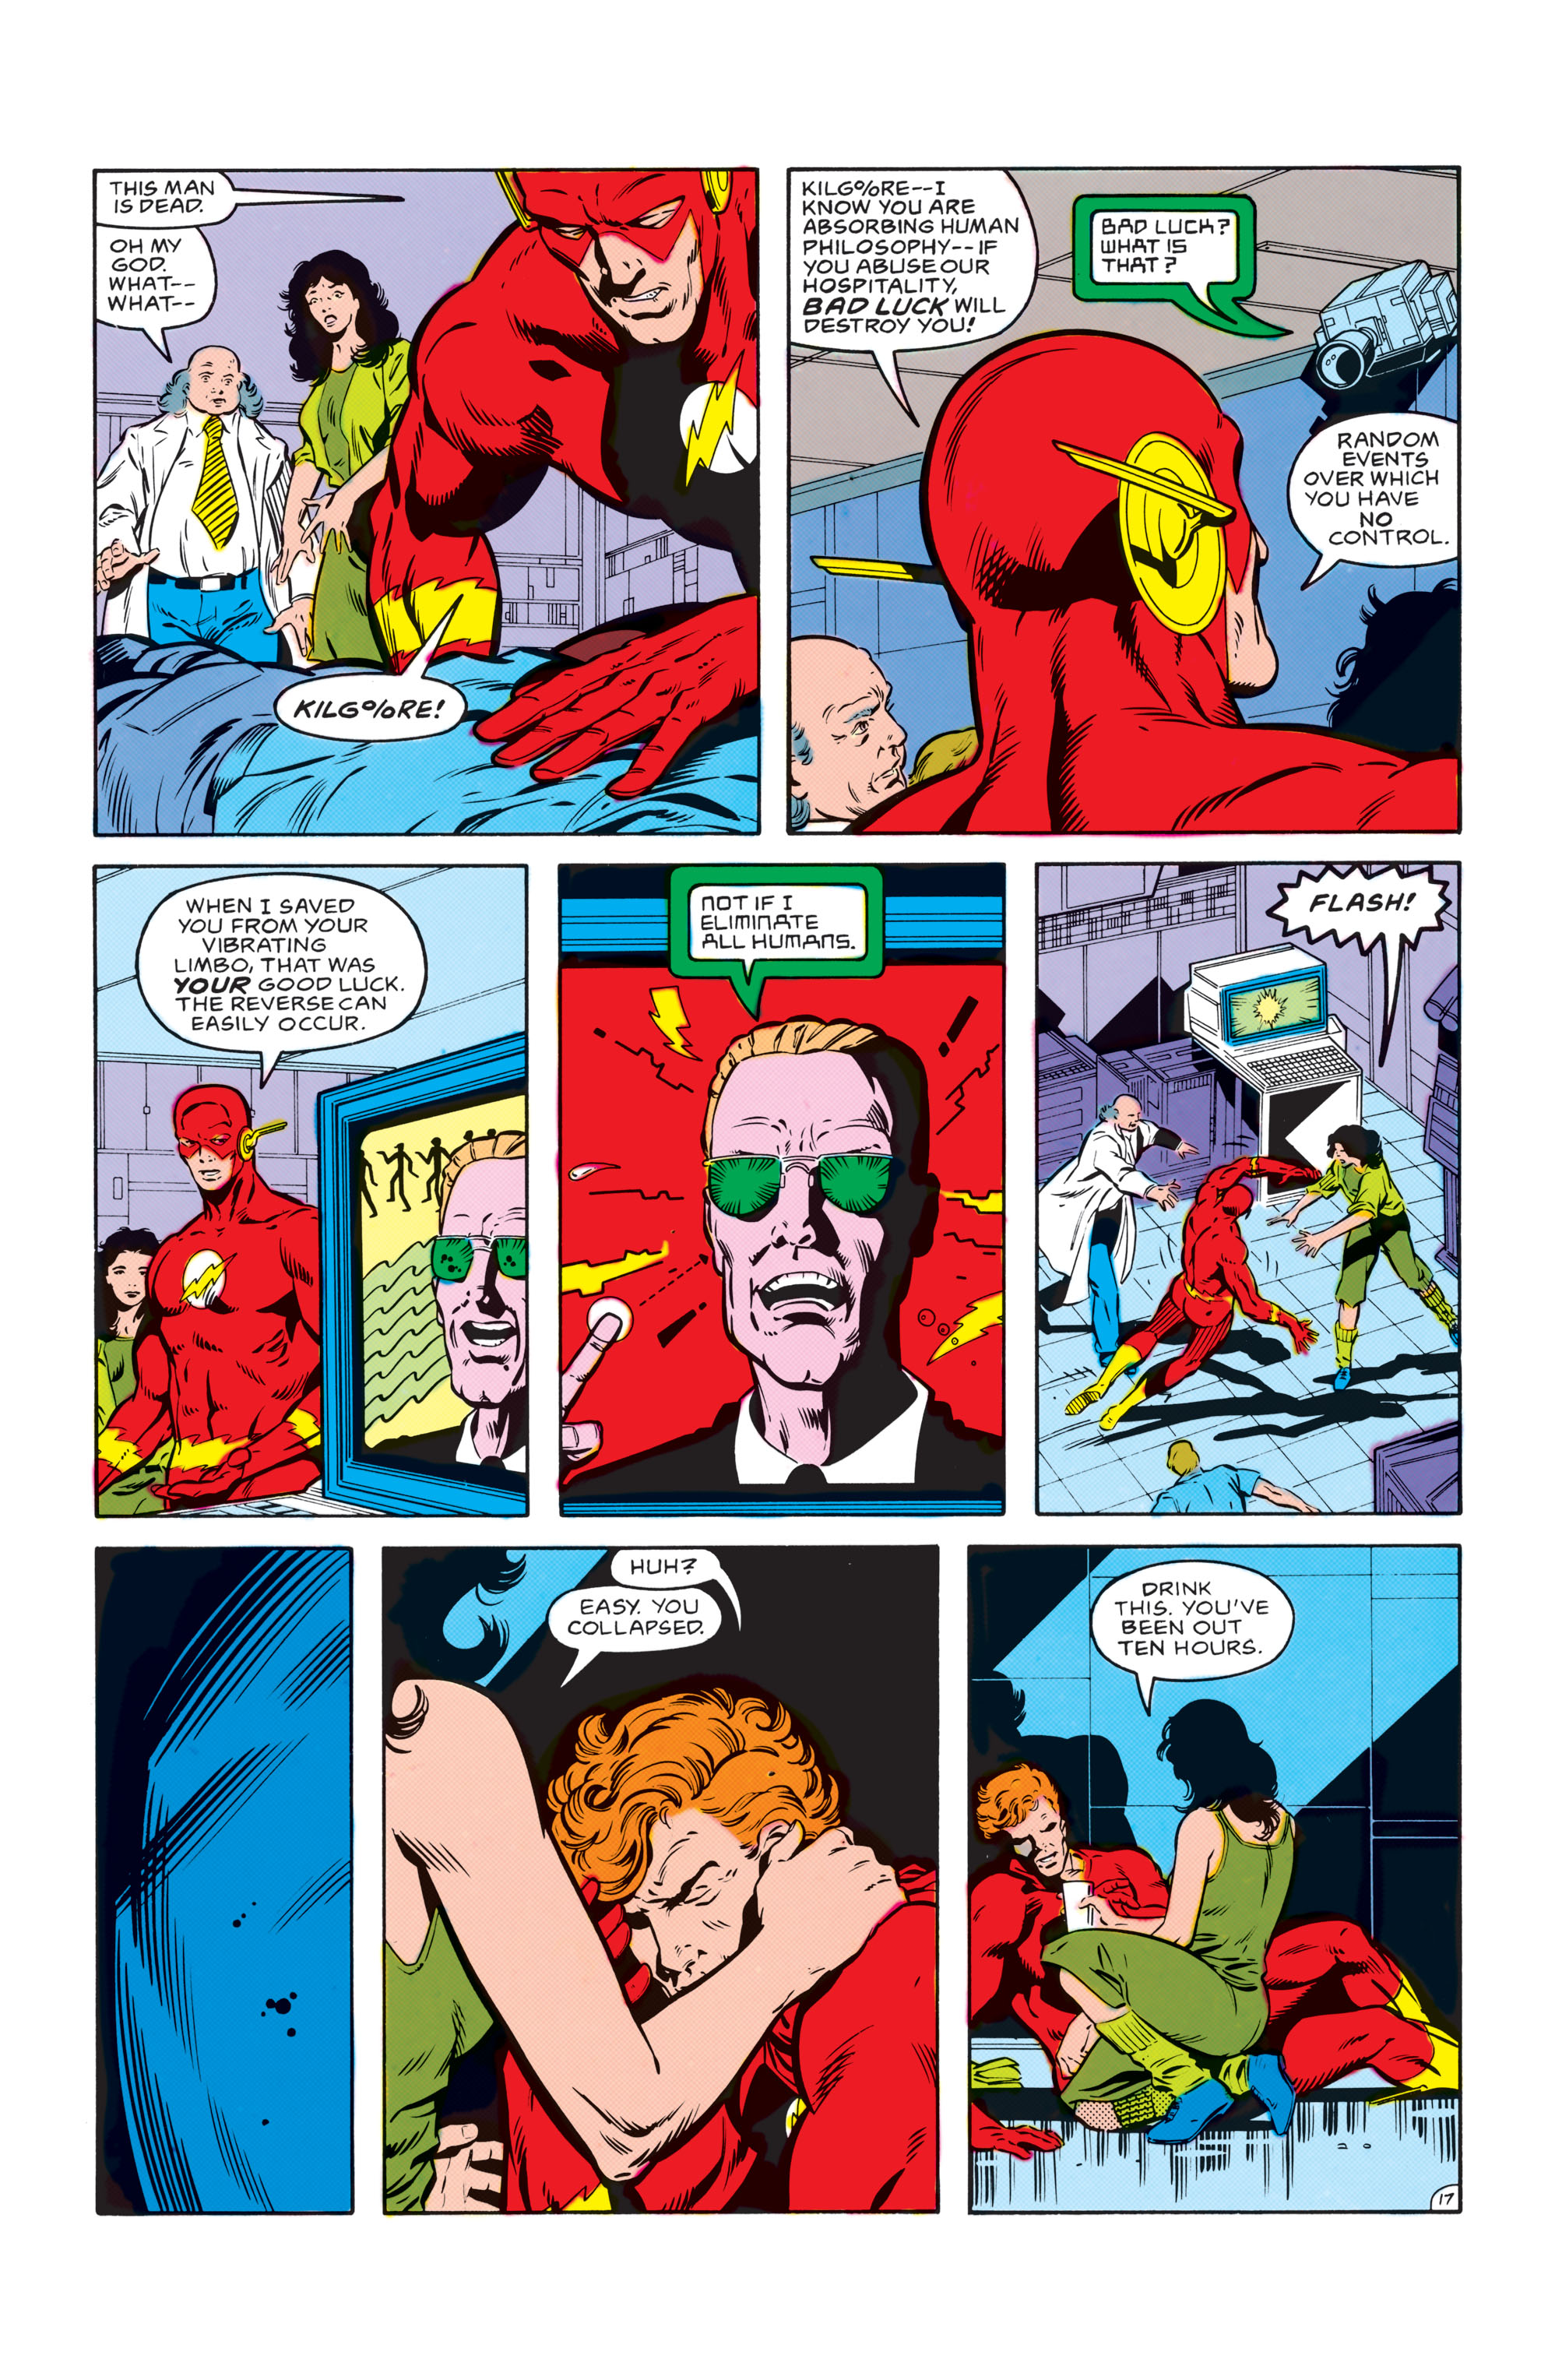 THIS MAN
IS DEAD.
OH MY
GOD.
WHAT--
WHAT--
KILG%RE!
KILG%RE--I
KNOW YOU ARE
ABSORBING HUMAN
PHILOSOPHY--IF
YOU ABUSE OUR
HOSPITALITY,
BAD LUCK WILL
DESTROY YOU!
BAD LUCK?
WHAT IS
THAT?
RANDOM
EVENTS
OVER WHICH
YOU HAVE
NO
CONTROL.
WHEN I SAVED
YOU FROM YOUR
VIBRATING
LIMBO, THAT WAS
YOUR GOOD LUCK.
THE REVERSE CAN
EASILY OCCUR.
NOT IF I
ELIMINATE
ALL HUMANS.
FLASH!
HUH?
EASY. YOU
COLLAPSED.
DRINK
THIS. YOU'VE
BEEN OUT
TEN HOURS.
17